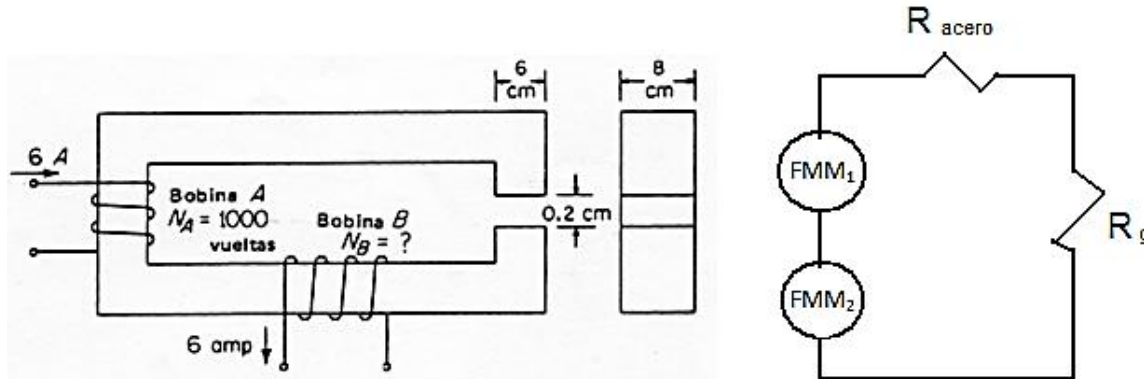 6 A
Bobina A
N_A = 1000
vueltas
Bobina B
N_B = ?
6 amp
6
cm
8
cm
0.2 cm
R acero
FMM₁
FMM₂
R g